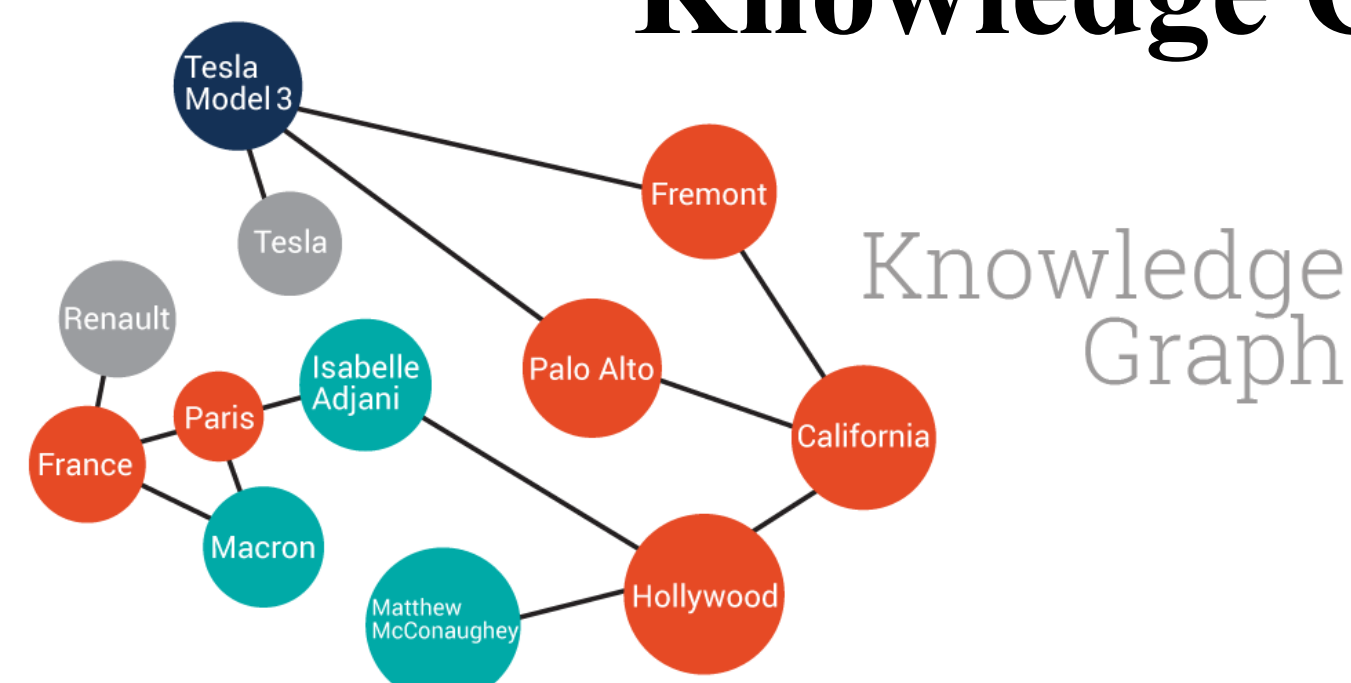 Knowledge
Tesla
Model 3
Fremont
Tesla
Knowledge
Graph
Renault
Isabelle
Adjani
Palo Alto
Paris
California
France
Macron
Hollywood
Matthew
McConaughey